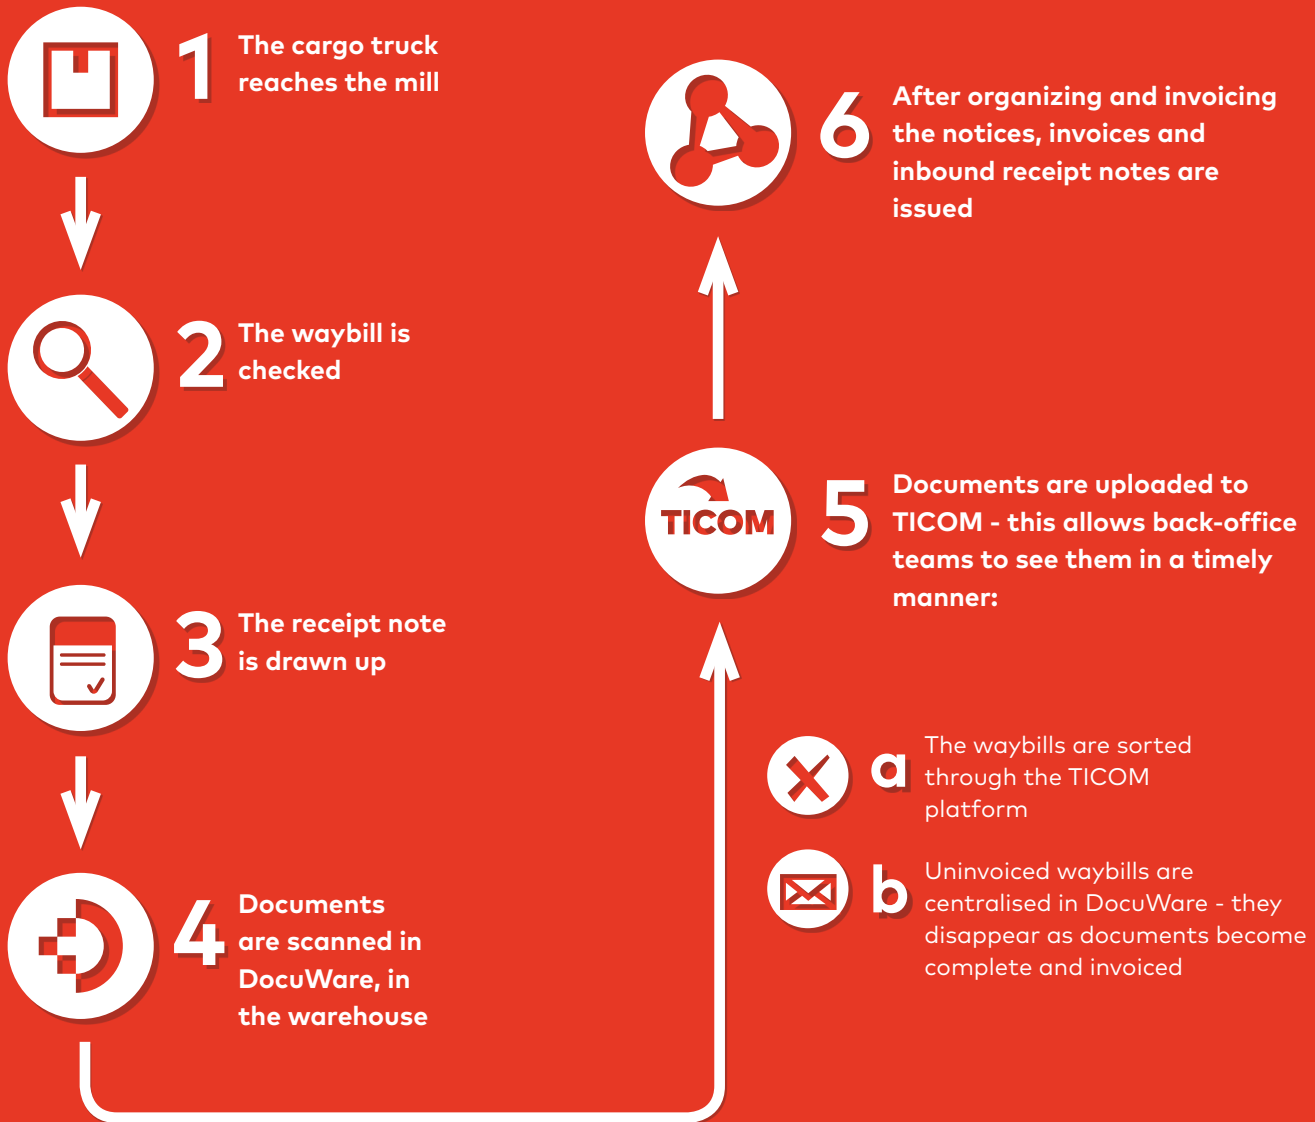 1
The cargo truck
reaches the mill
2
The waybill is
checked
3
The receipt note
is drawn up
4
Documents
are scanned in
DocuWare, in
the warehouse
TICOM
5
Documents are uploaded to
TICOM - this allows back-office
teams to see them in a timely
manner:
a
The waybills are sorted
through the TICOM
platform
b
Uninvoiced waybills are
centralised in DocuWare - they
disappear as documents become
complete and invoiced
6
After organizing and invoicing
the notices, invoices and
inbound receipt notes are
issued